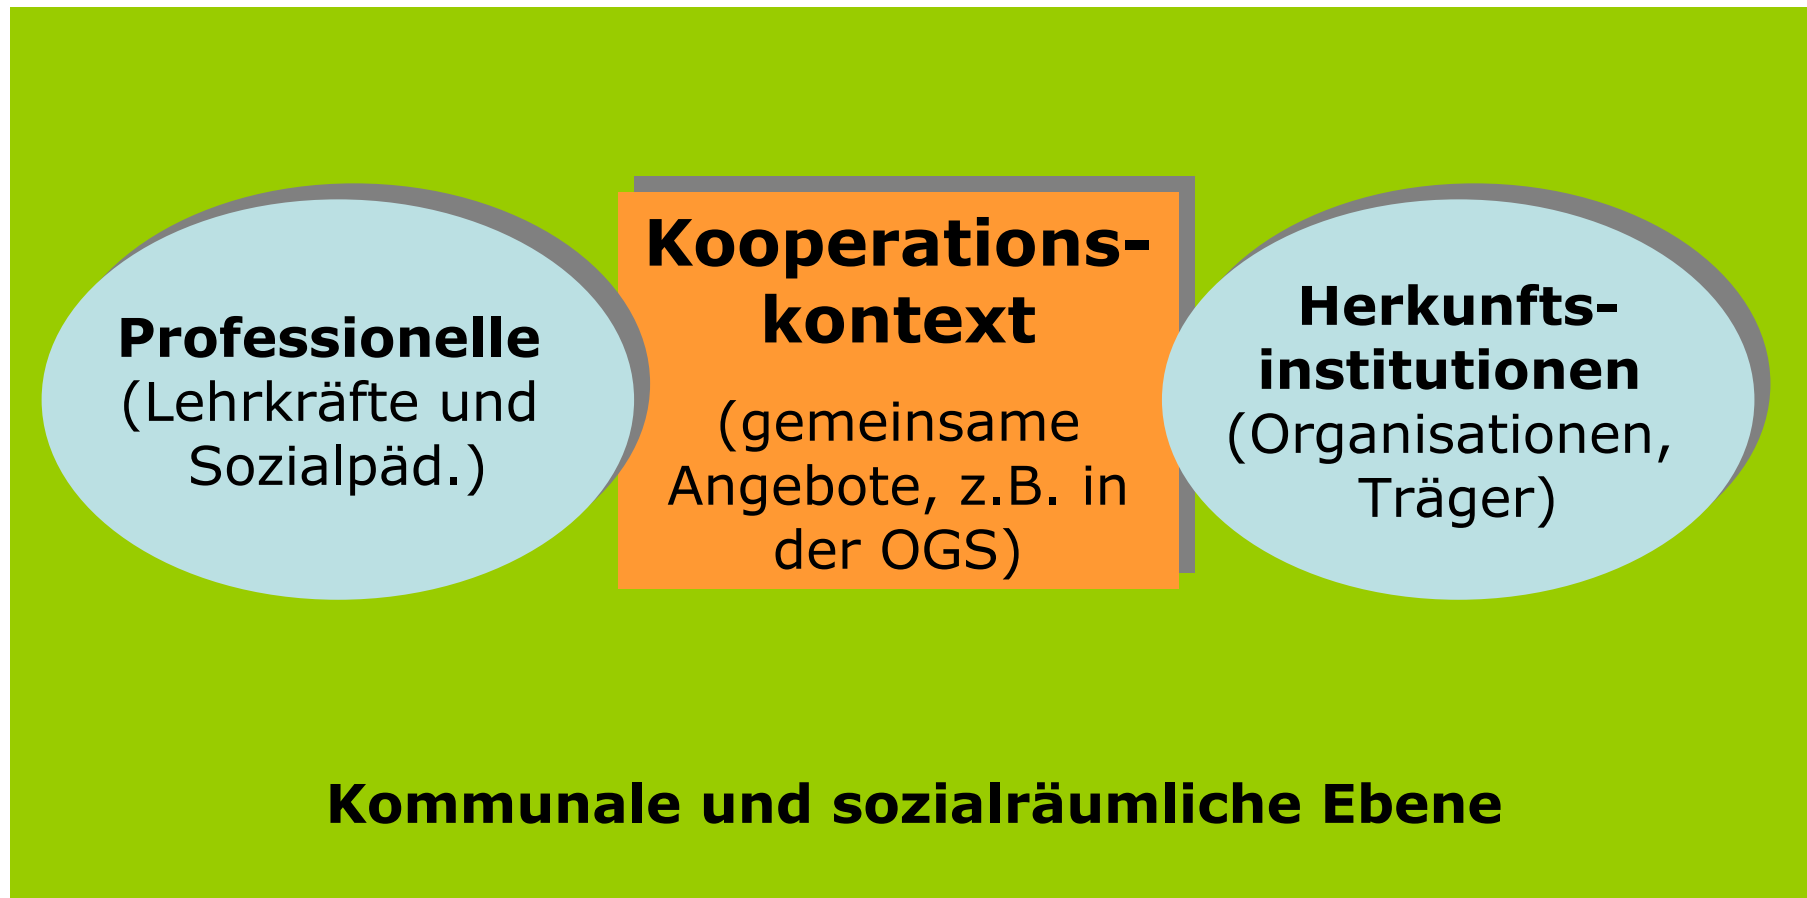 Professionelle
(Lehrkräfte und
Sozialpäd.)
Kooperations-
kontext
(gemeinsame
Angebote, z.B. in
der OGS)
Herkunfts-
institutionen
(Organisationen,
Träger)
Kommunale und sozialräumliche Ebene